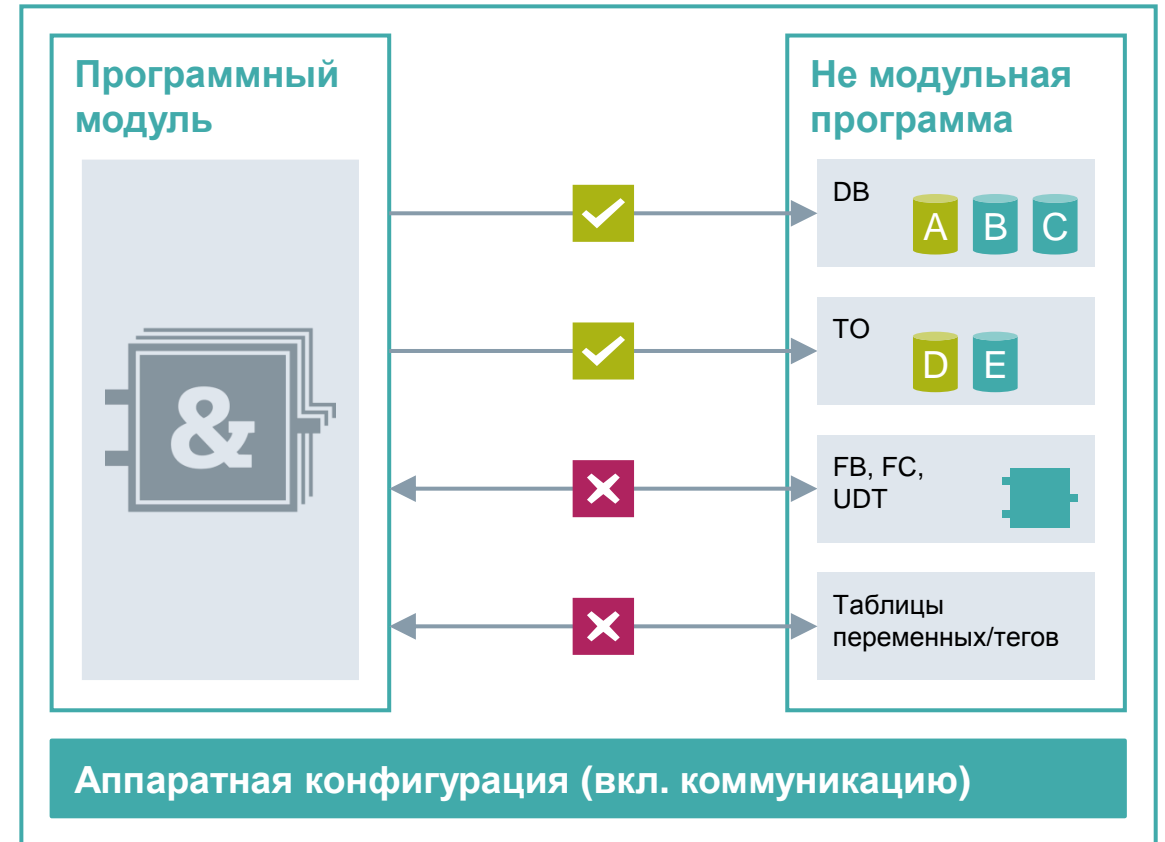 Программный
модуль
&
Не модульная
программа
DB
A B C
TO
D E
FB, FC,
UDT
Таблицы
переменных/тегов
Аппаратная конфигурация (вкл. коммуникацию)